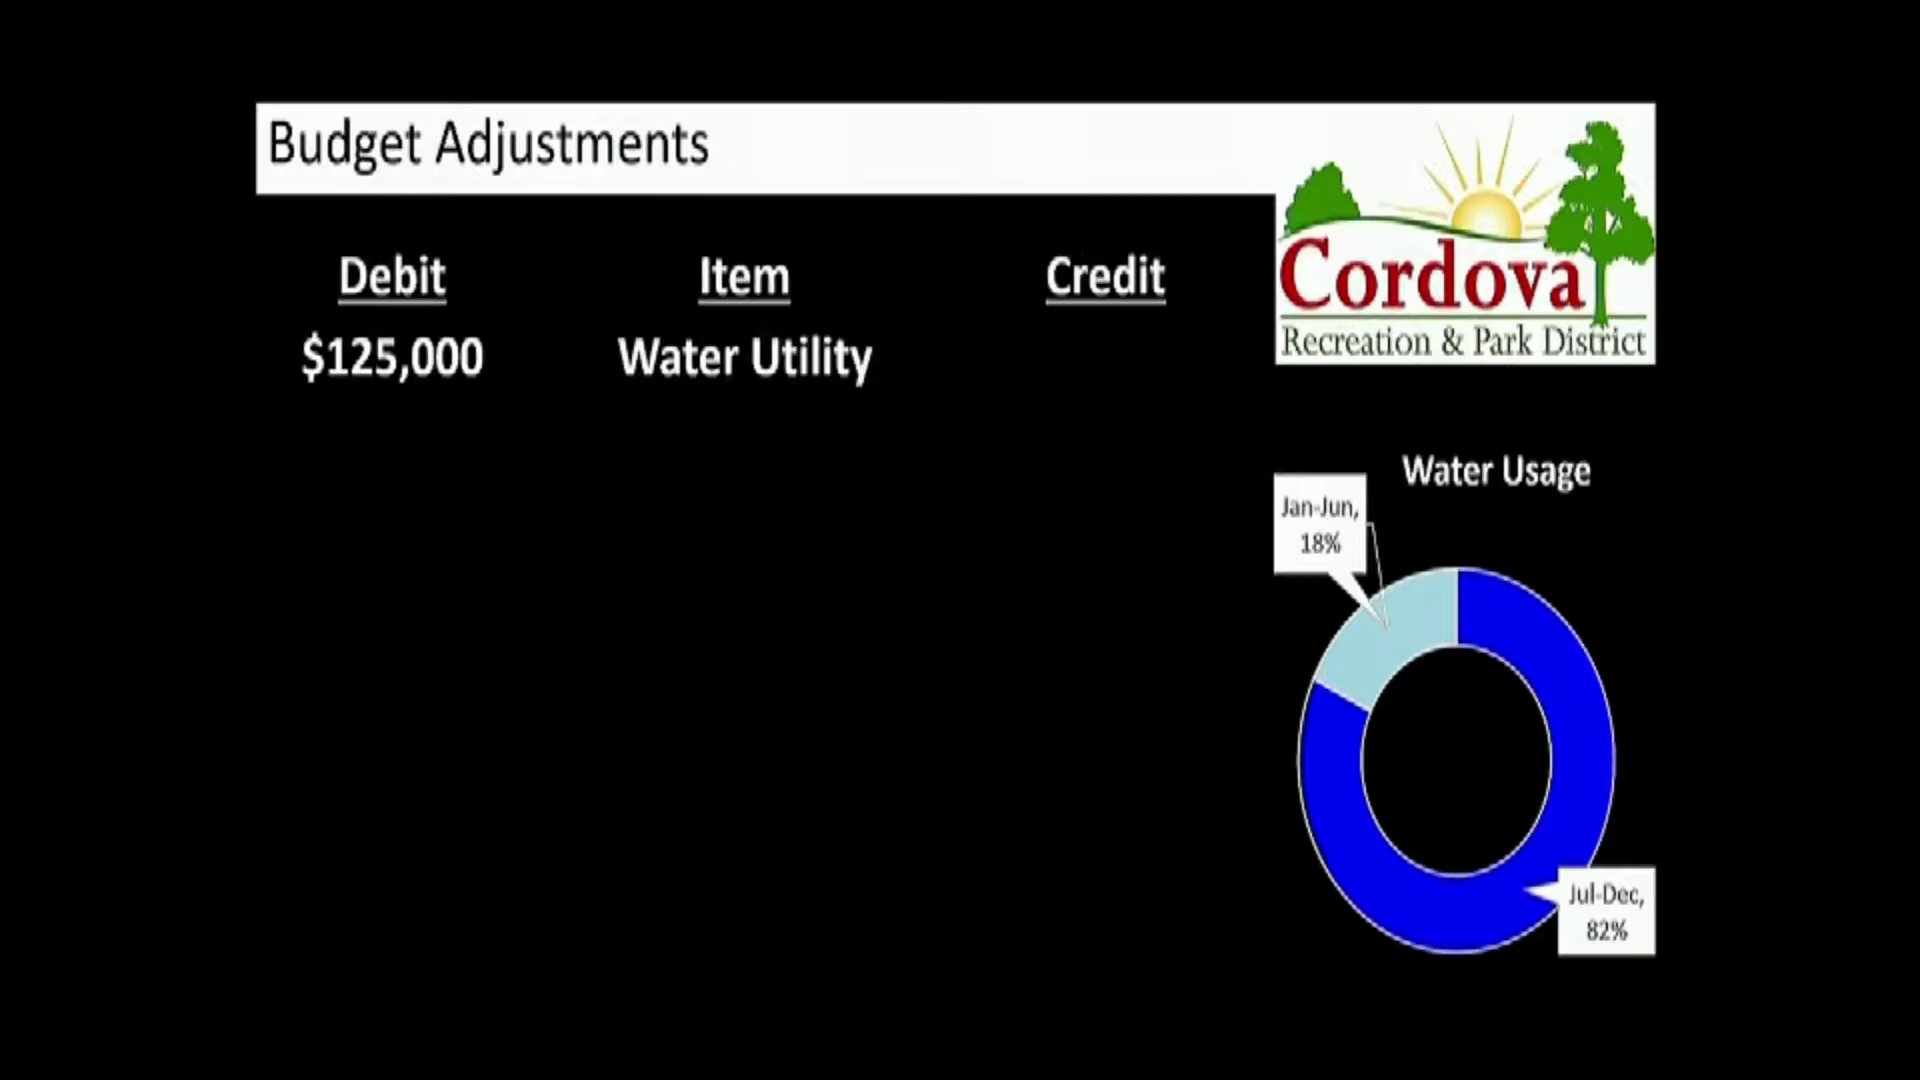 Budget Adjustments
Cordova
Recreation & Park District
Debit Item Credit
$125,000 Water Utility
Water Usage
Jan-Jun,
18%
Jul-Dec,
82%